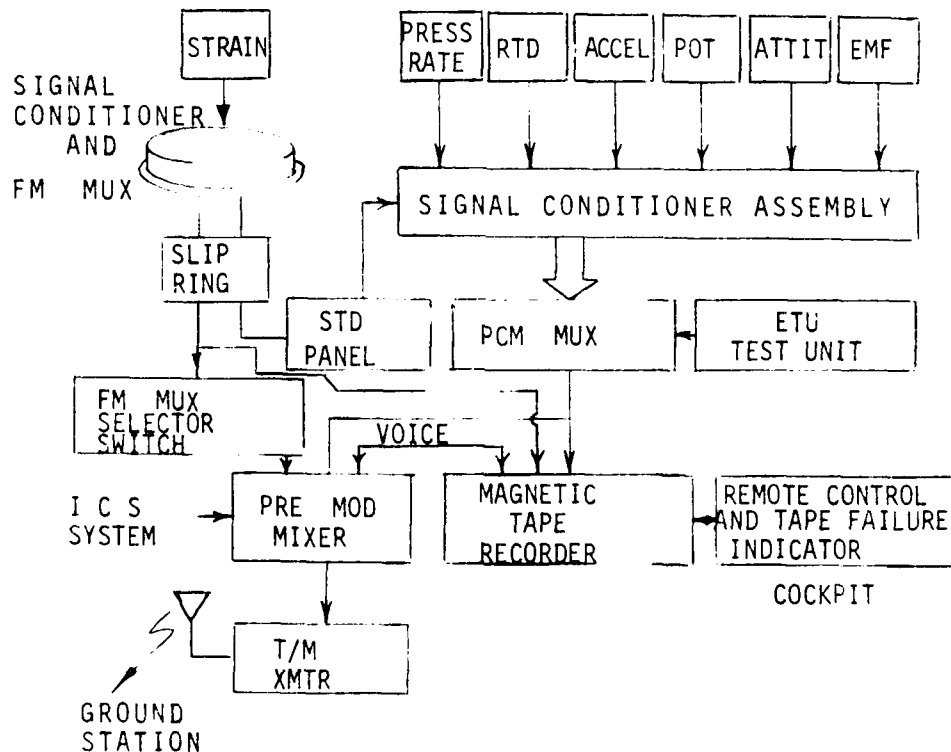 STRAIN
PRESS
RATE
RTD
ACCEL
POT
ATTIT
EMF
SIGNAL
CONDITIONER
AND
FM MUX
SIGNAL CONDITIONER ASSEMBLY
SLIP
RING
STD
PANEL
PCM MUX
ETU
TEST UNIT
FM MUX
SELECTOR
SWITCH
VOICE
I C S
SYSTEM
PRE MOD
MIXER
MAGNETIC
TAPE
RECORDER
REMOTE CONTROL
AND TAPE FAILURE
INDICATOR
COCKPIT
T/M
XMTR
GROUND
STATION